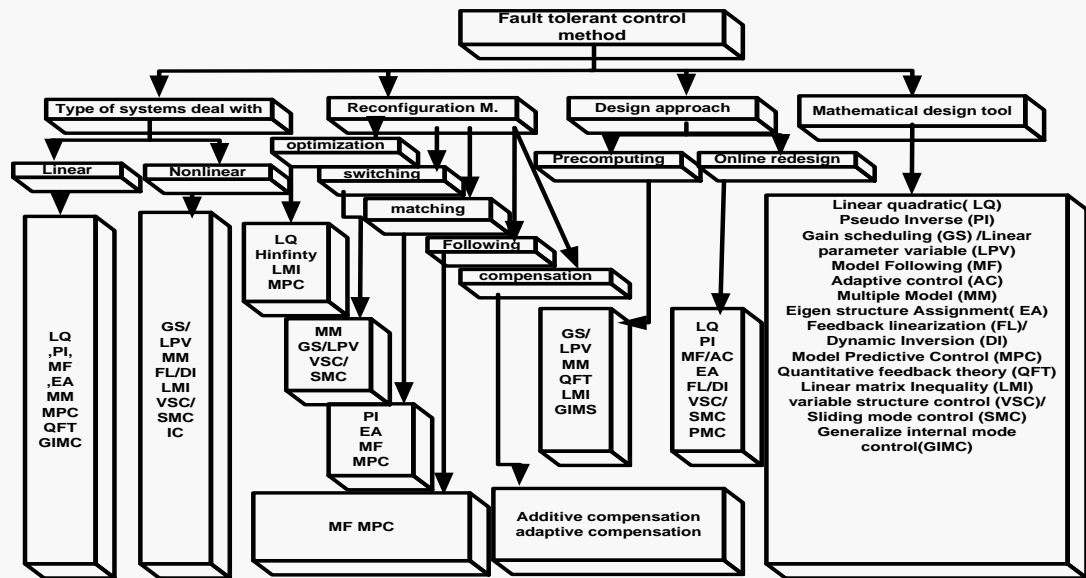 Fault tolerant control
method
Type of systems deal with
Reconfiguration M.
Design approach
Mathematical design tool
optimization
Precomputing
Online redesign
Linear
Nonlinear
switching
matching
Following
compensation
LQ
,PI,
MF
,EA
MM
MPC
QFT
GIMC
GS/
LPV
MM
FL/DI
LMI
VSC/
SMC
IC
LQ
Hinfinty
LMI
MPC
MM
GS/LPV
VSC/
SMC
PI
EA
MF
MPC
MF MPC
Additive compensation
adaptive compensation
GS/
LPV
MM
QFT
LMI
GIMS
LQ
PI
MF/AC
EA
FL/DI
VSC/
SMC
PMC
Linear quadratic( LQ)
Pseudo Inverse (PI)
Gain scheduling (GS) /Linear
parameter variable (LPV)
Model Following (MF)
Adaptive control (AC)
Multiple Model (MM)
Eigen structure Assignment( EA)
Feedback linearization (FL)/
Dynamic Inversion (DI)
Model Predictive Control (MPC)
Quantitative feedback theory (QFT)
Linear matrix Inequality (LMI)
variable structure control (VSC)/
Sliding mode control (SMC)
Generalize internal mode
control(GIMC)